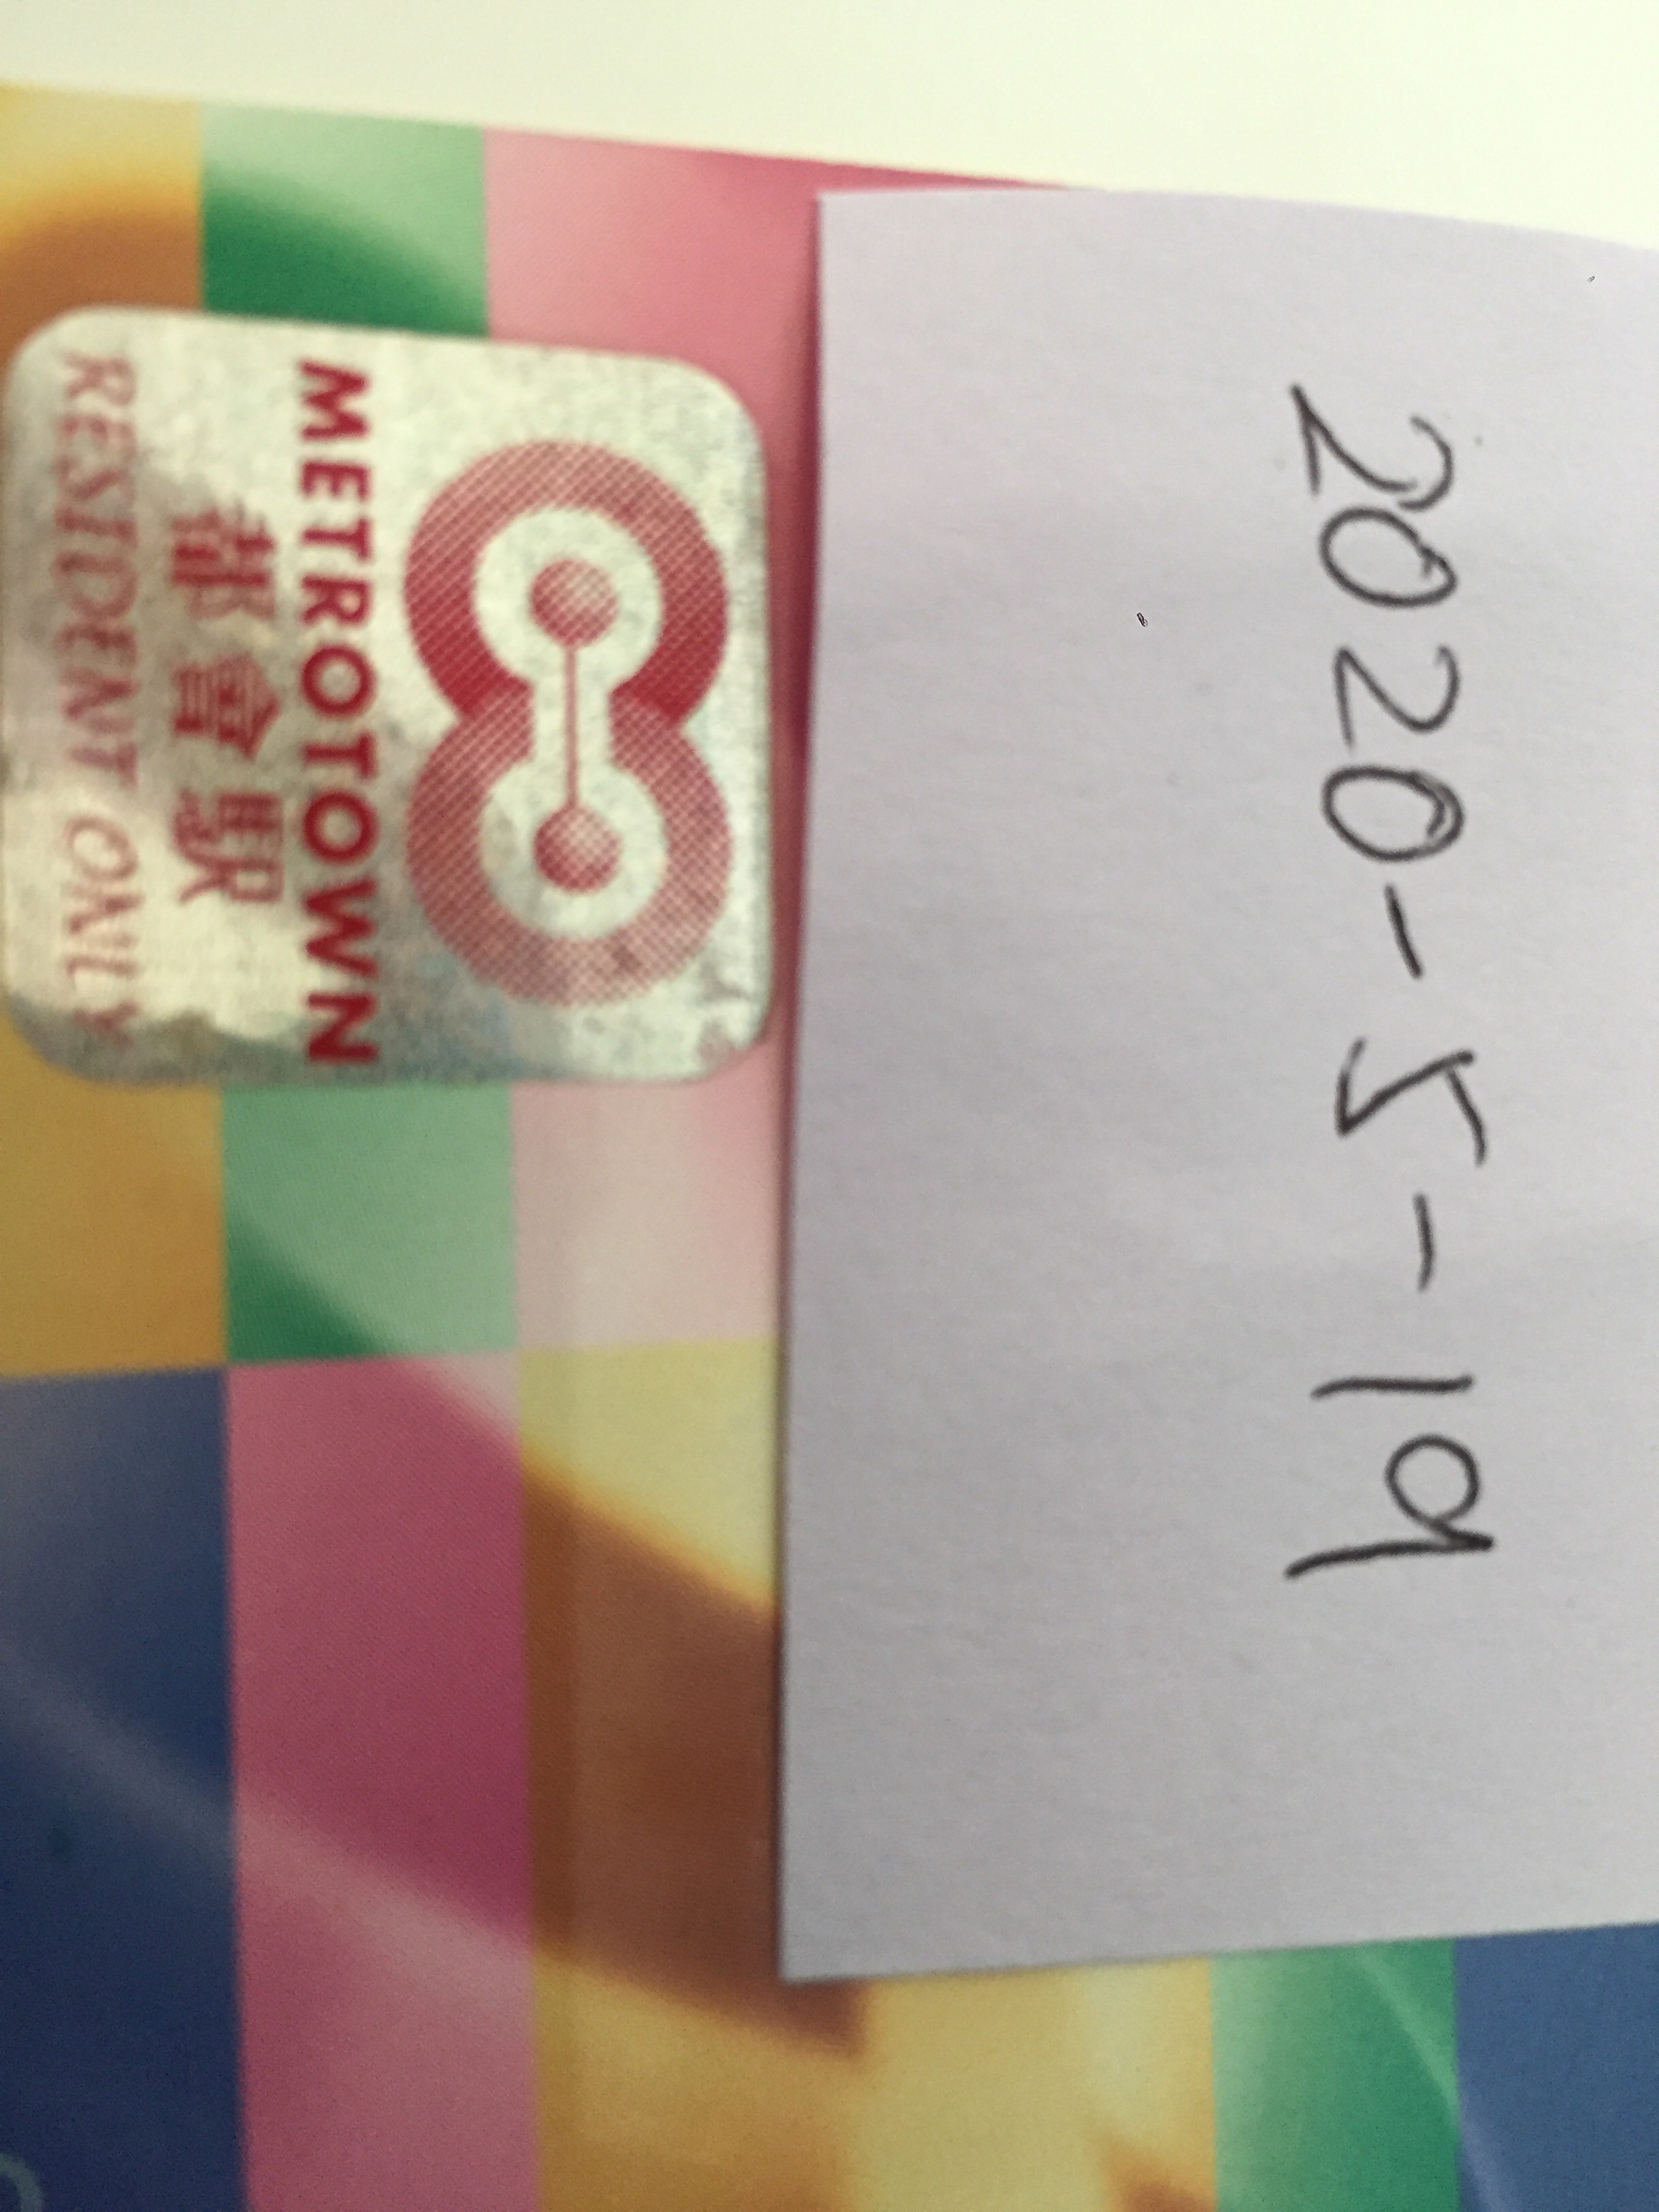 2020-5-19
METROTOWN
都會駅
RESIDENT ONLY